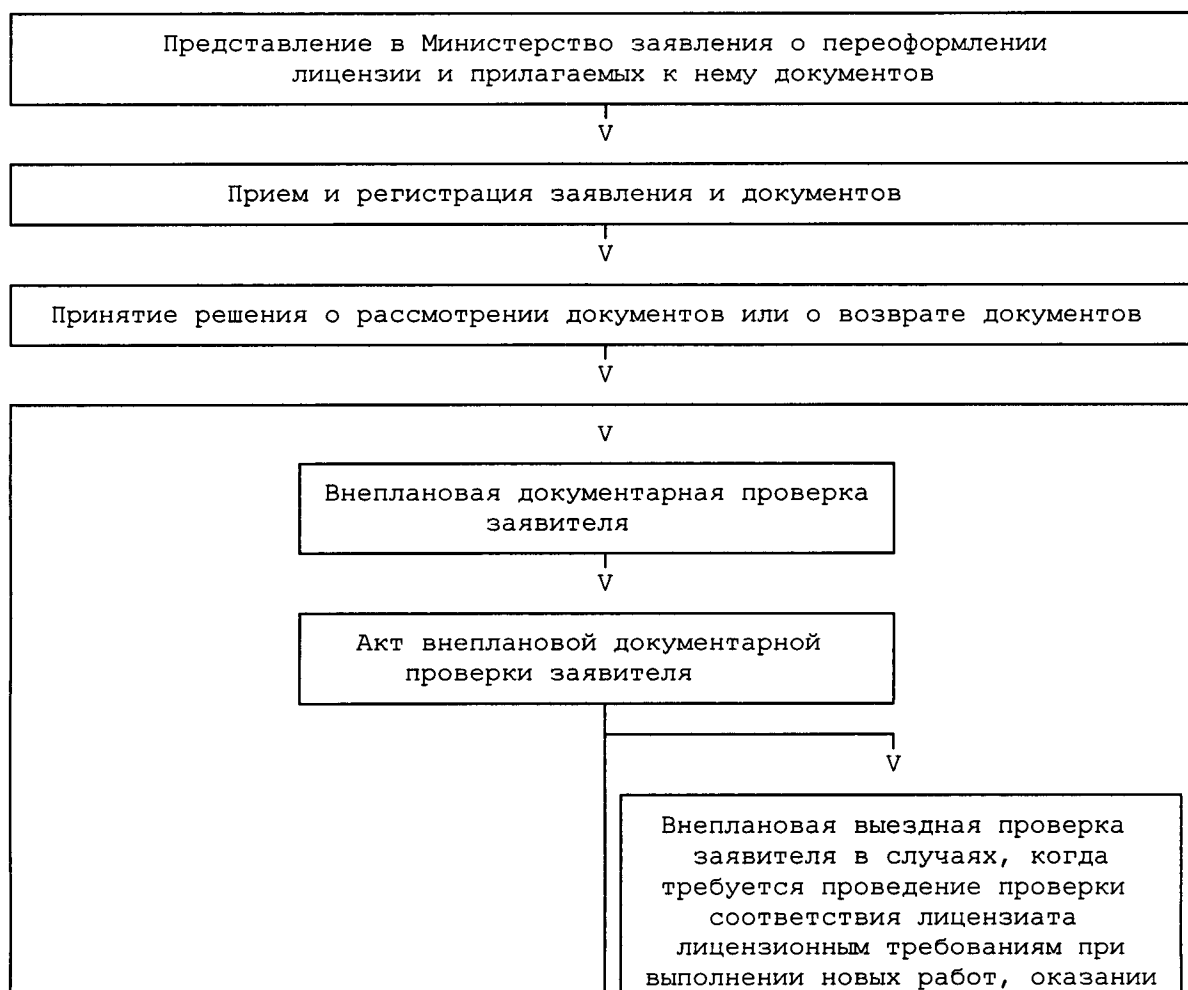 Представление в Министерство заявления о переоформлении
лицензии и прилагаемых к нему документов
V
Прием и регистрация заявления и документов
V
Принятие решения о рассмотрении документов или о возврате документов
V
V
Внеплановая документарная проверка
заявителя
V
Акт внеплановой документарной
проверки заявителя
V
Внеплановая выездная проверка
заявителя в случаях, когда
требуется проведение проверки
соответствия лицензиата
лицензионным требованиям при
выполнении новых работ, оказании